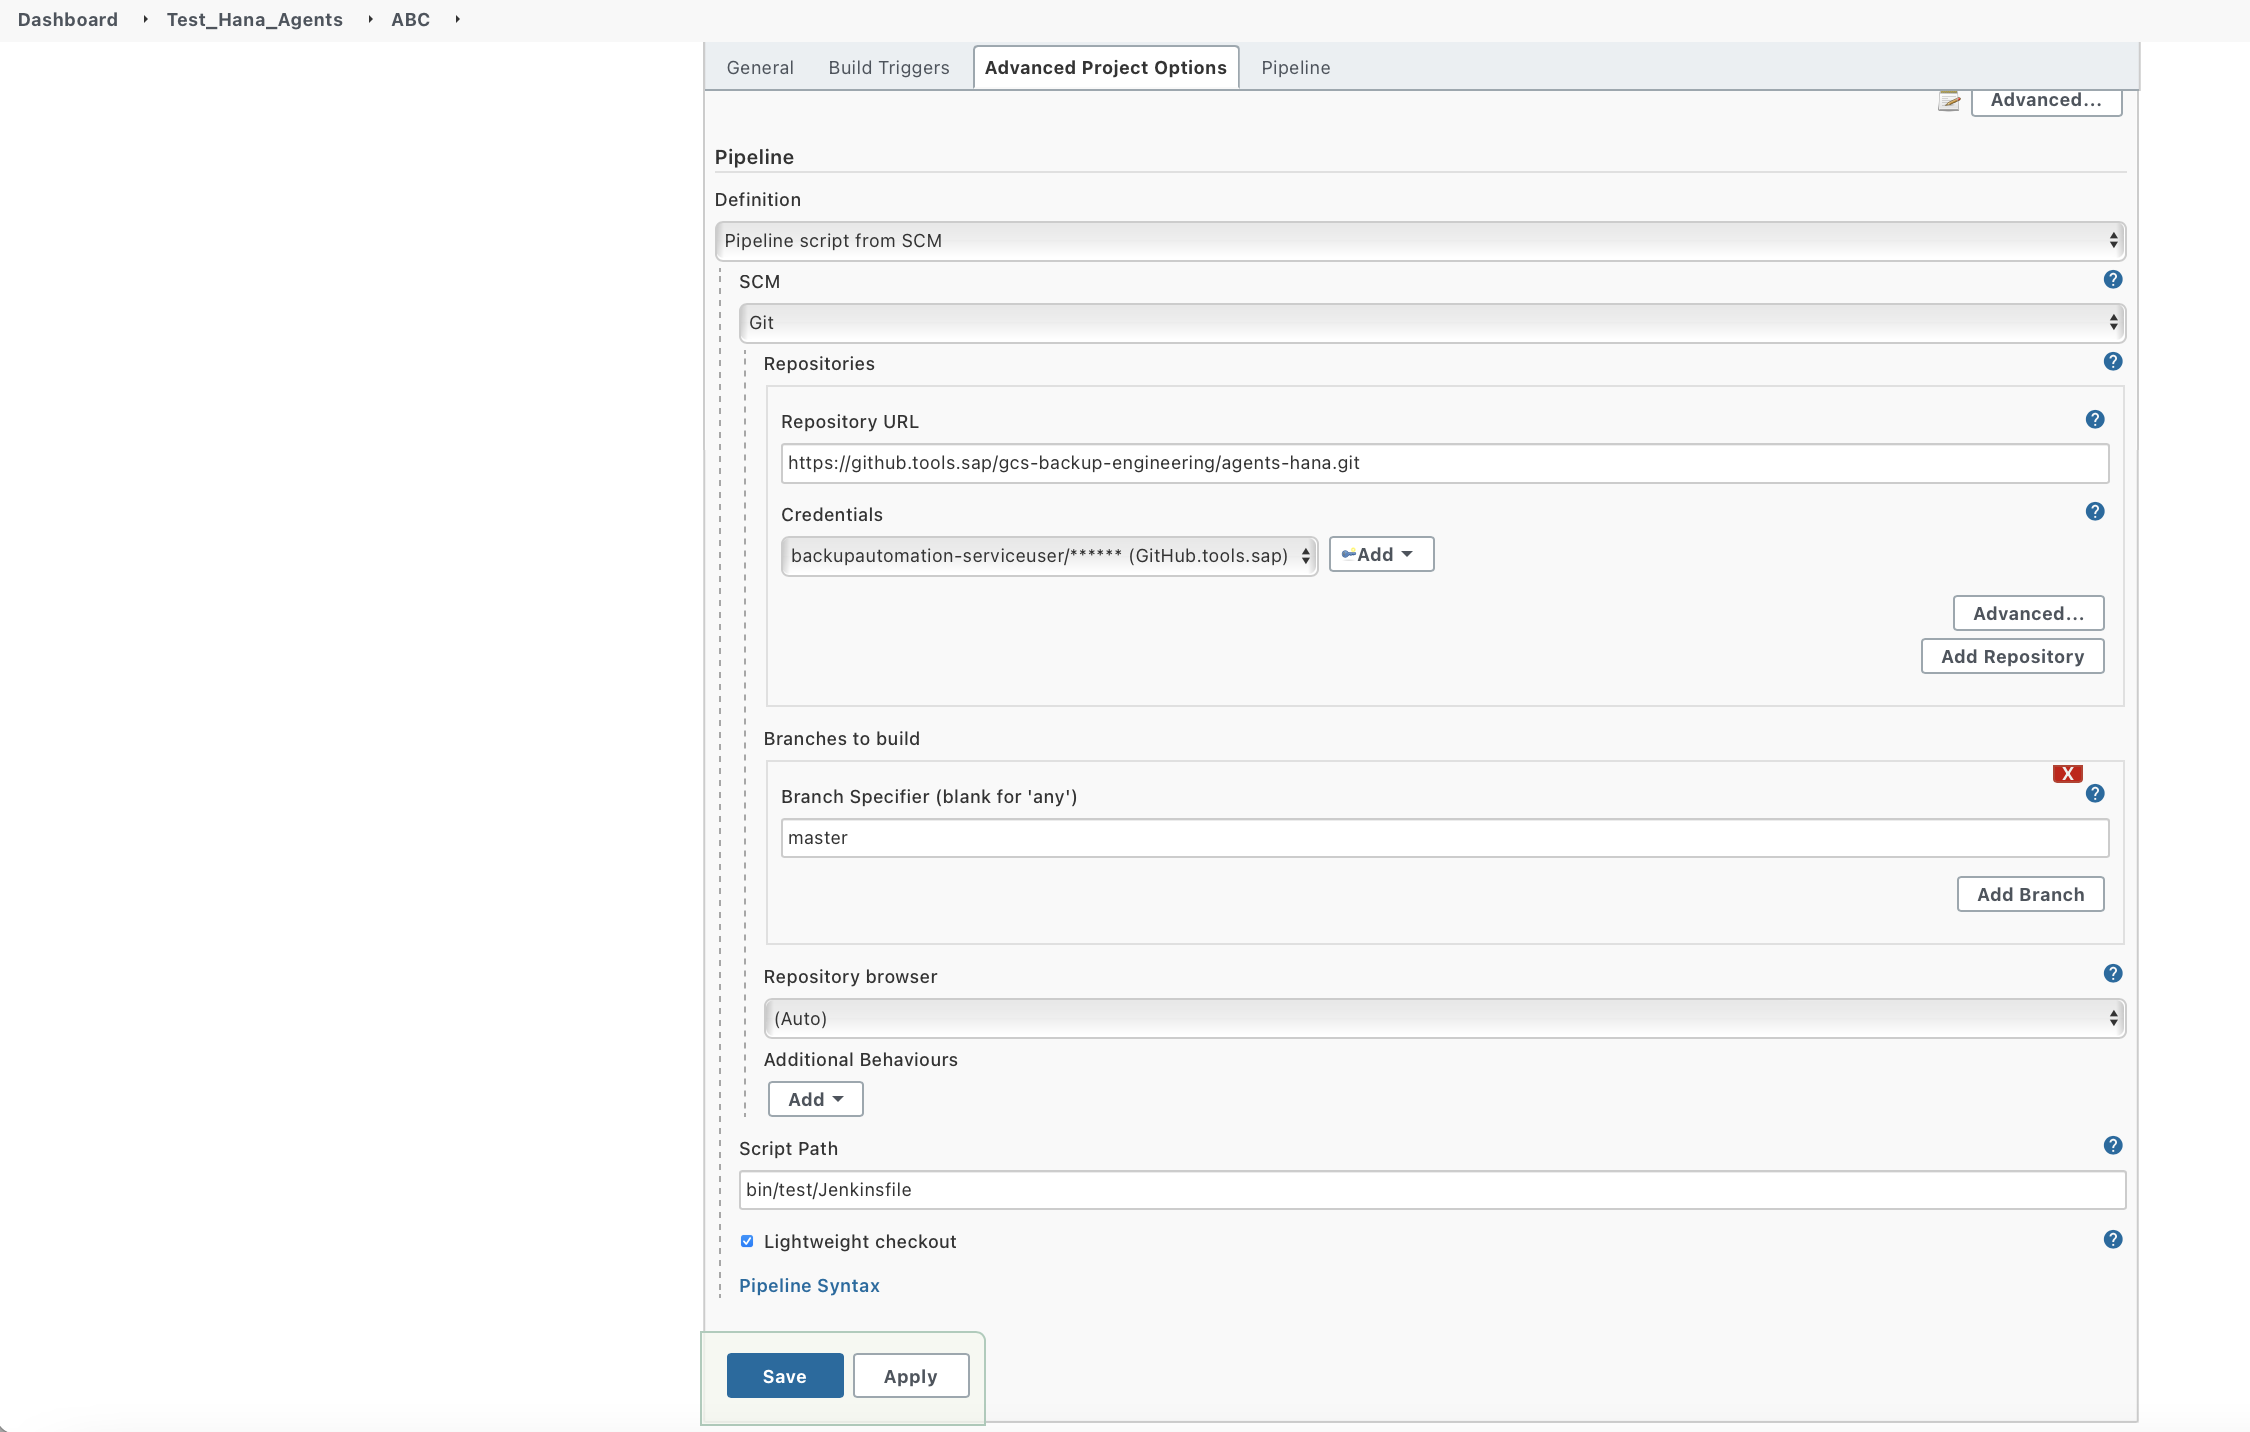 Dashboard Test_Hana_Agents ABC
General Build Triggers Advanced Project Options Pipeline
Advanced...
Pipeline
Definition
Pipeline script from SCM
SCM
?
Git
Repositories
?
Repository URL
?
https://github.tools.sap/gcs-backup-engineering/agents-hana.git
Credentials
?
backupautomation-serviceuser/****** (GitHub.tools.sap) Add
Advanced...
Add Repository
Branches to build
X
Branch Specifier (blank for 'any')
?
master
Add Branch
Repository browser
?
(Auto)
Additional Behaviours
Add
Script Path
?
bin/test/Jenkinsfile
Lightweight checkout
?
Pipeline Syntax
Save Apply